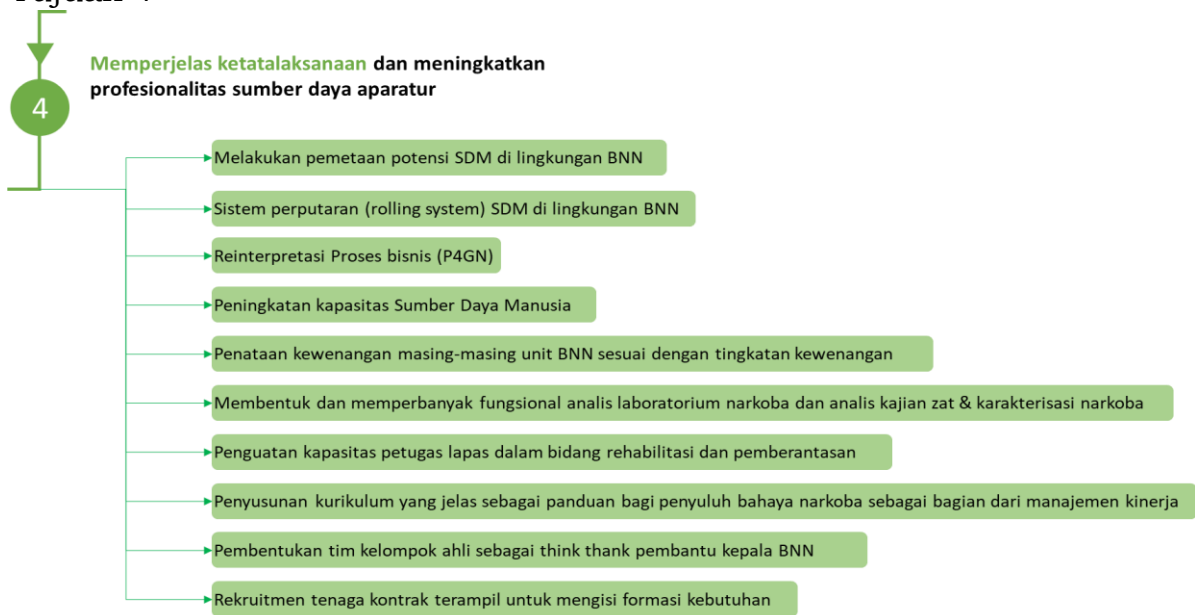 Memperjelas ketatalaksanaan dan meningkatkan
profesionalitas sumber daya aparatur
4
Melakukan pemetaan potensi SDM di lingkungan BNN
Sistem perputaran (rolling system) SDM di lingkungan BNN
Reinterpretasi Proses bisnis (P4GN)
Peningkatan kapasitas Sumber Daya Manusia
Penataan kewenangan masing-masing unit BNN sesuai dengan tingkatan kewenangan
Membentuk dan memperbanyak fungsional analis laboratorium narkoba dan analis kajian zat & karakterisasi narkoba
Penguatan kapasitas petugas lapas dalam bidang rehabilitasi dan pemberantasan
Penyusunan kurikulum yang jelas sebagai panduan bagi penyuluh bahaya narkoba sebagai bagian dari manajemen kinerja
Pembentukan tim kelompok ahli sebagai think thank pembantu kepala BNN
Rekruitmen tenaga kontrak terampil untuk mengisi formasi kebutuhan